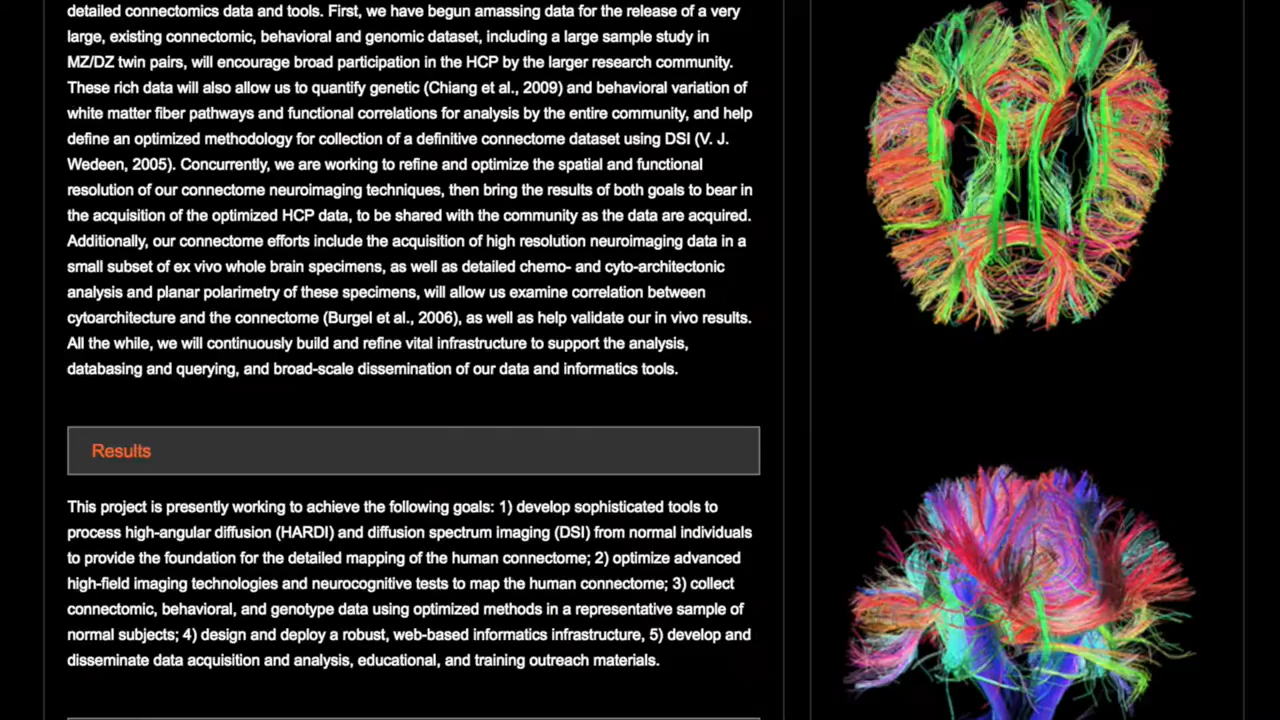 detailed connectomics data and tools. First, we have begun amassing data for the release of a very
large, existing connectomic, behavioral and genomic dataset, including a large sample study in
MZ/DZ twin pairs, will encourage broad participation in the HCP by the larger research community.
These rich data will also allow us to quantify genetic (Chiang et al., 2009) and behavioral variation of
white matter fiber pathways and functional correlations for analysis by the entire community, and help
define an optimized methodology for collection of a definitive connectome dataset using DSI (V. J.
Wedeen, 2005). Concurrently, we are working to refine and optimize the spatial and functional
resolution of our connectome neuroimaging techniques, then bring the results of both goals to bear in
the acquisition of the optimized HCP data, to be shared with the community as the data are acquired.
Additionally, our connectome efforts include the acquisition of high resolution neuroimaging data in a
small subset of ex vivo whole brain specimens, as well as detailed chemo- and cyto-architectonic
analysis and planar polarimetry of these specimens, will allow us examine correlation between
cytoarchitecture and the connectome (Burgel et al., 2006), as well as help validate our in vivo results.
All the while, we will continuously build and refine vital infrastructure to support the analysis,
databasing and querying, and broad-scale dissemination of our data and informatics tools.
Results
This project is presently working to achieve the following goals: 1) develop sophisticated tools to
process high-angular diffusion (HARDI) and diffusion spectrum imaging (DSI) from normal individuals
to provide the foundation for the detailed mapping of the human connectome; 2) optimize advanced
high-field imaging technologies and neurocognitive tests to map the human connectome; 3) collect
connectomic, behavioral, and genotype data using optimized methods in a representative sample of
normal subjects; 4) design and deploy a robust, web-based informatics infrastructure, 5) develop and
disseminate data acquisition and analysis, educational, and training outreach materials.